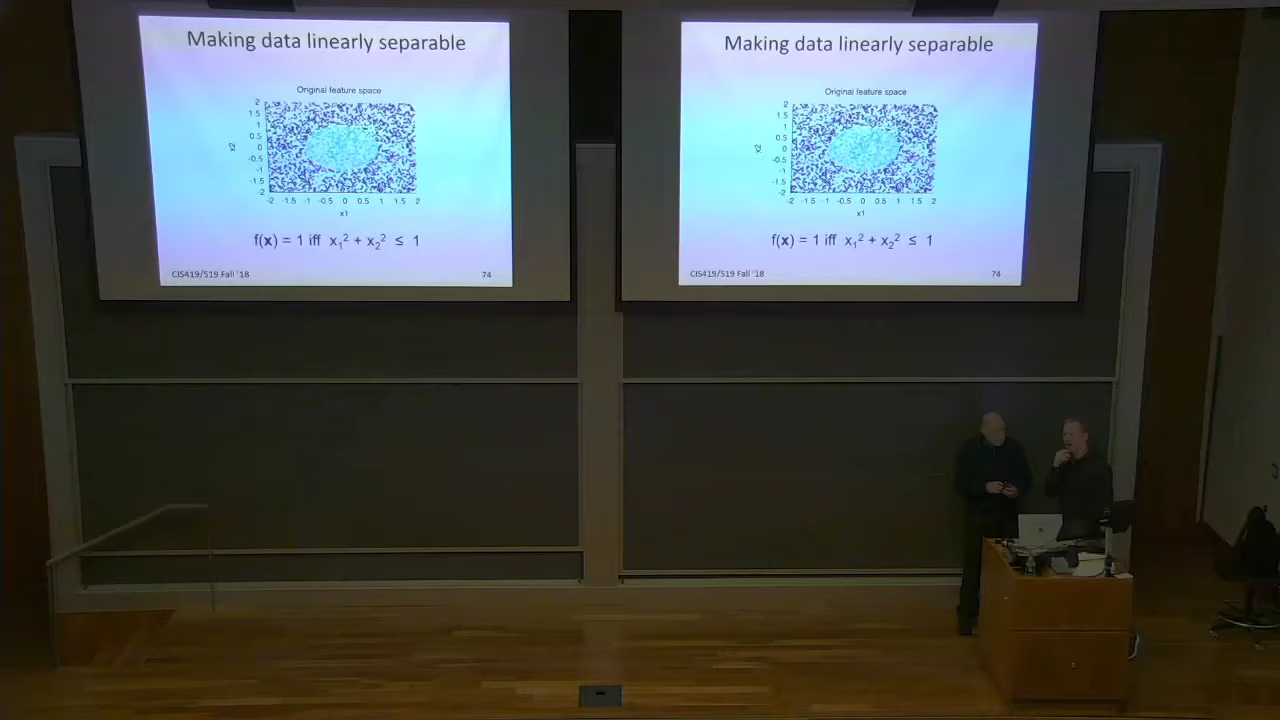 Making data linearly separable
Original feature space
2
1.5
1
0.5
0
-0.5
-1
-1.5
-2
x2
-2 -1.5 -1 -0.5 0 0.5 1 1.5 2
x1
f(x) = 1 iff x₁² + x₂² ≤ 1
CIS419/519 Fall '18
74
Making data linearly separable
Original feature space
2
1.5
1
0.5
0
-0.5
-1
-1.5
-2
x2
-2 -1.5 -1 -0.5 0 0.5 1 1.5 2
x1
f(x) = 1 iff x₁² + x₂² ≤ 1
CIS419/519 Fall '18
74